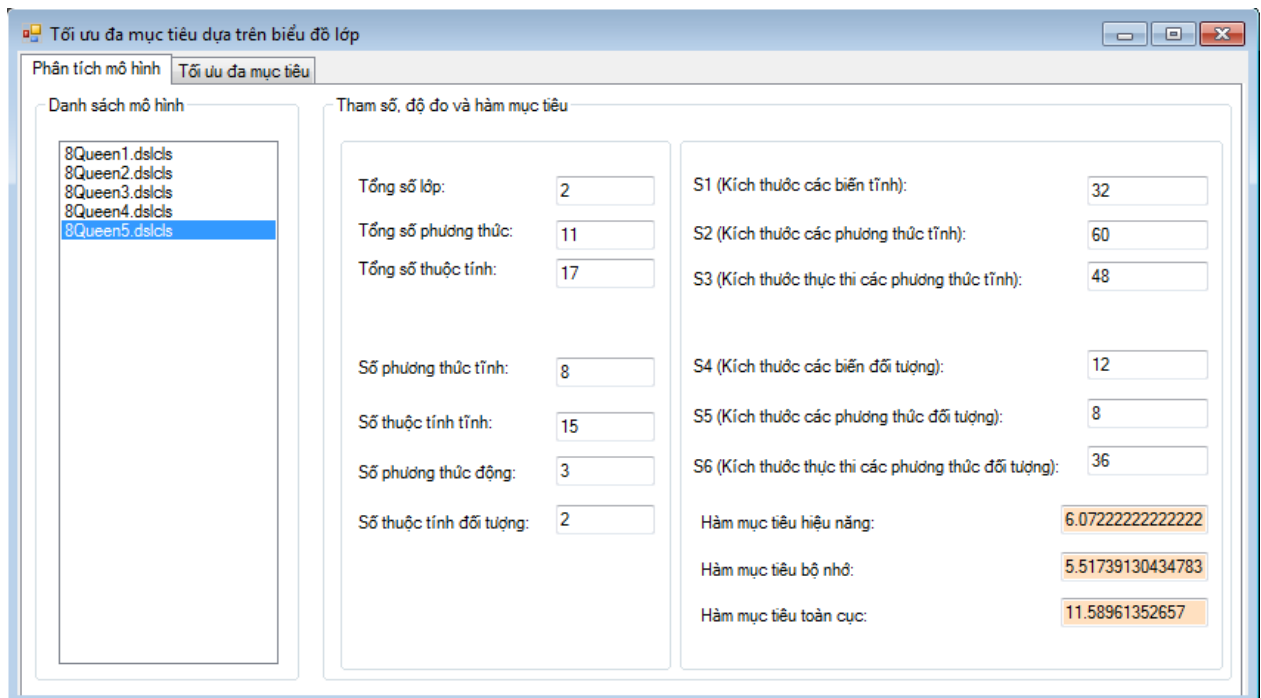 Tối ưu đa mục tiêu dựa trên biểu đồ lớp
Phân tích mô hình
Tối ưu đa mục tiêu
Danh sách mô hình
8Queen1.dslcls
8Queen2.dslcls
8Queen3.dslcls
8Queen4.dslcls
8Queen5.dslcls
Tham số, độ đo và hàm mục tiêu
Tổng số lớp: 2
Tổng số phương thức: 11
Tổng số thuộc tính: 17
Số phương thức tĩnh: 8
Số thuộc tính tĩnh: 15
Số phương thức động: 3
Số thuộc tính đối tượng: 2
S1 (Kích thước các biến tĩnh): 32
S2 (Kích thước các phương thức tĩnh): 60
S3 (Kích thước thực thi các phương thức tĩnh): 48
S4 (Kích thước các biến đối tượng): 12
S5 (Kích thước các phương thức đối tượng): 8
S6 (Kích thước thực thi các phương thức đối tượng): 36
Hàm mục tiêu hiệu năng: 6.07222222222222
Hàm mục tiêu bộ nhớ: 5.51739130434783
Hàm mục tiêu toàn cục: 11.58961352657